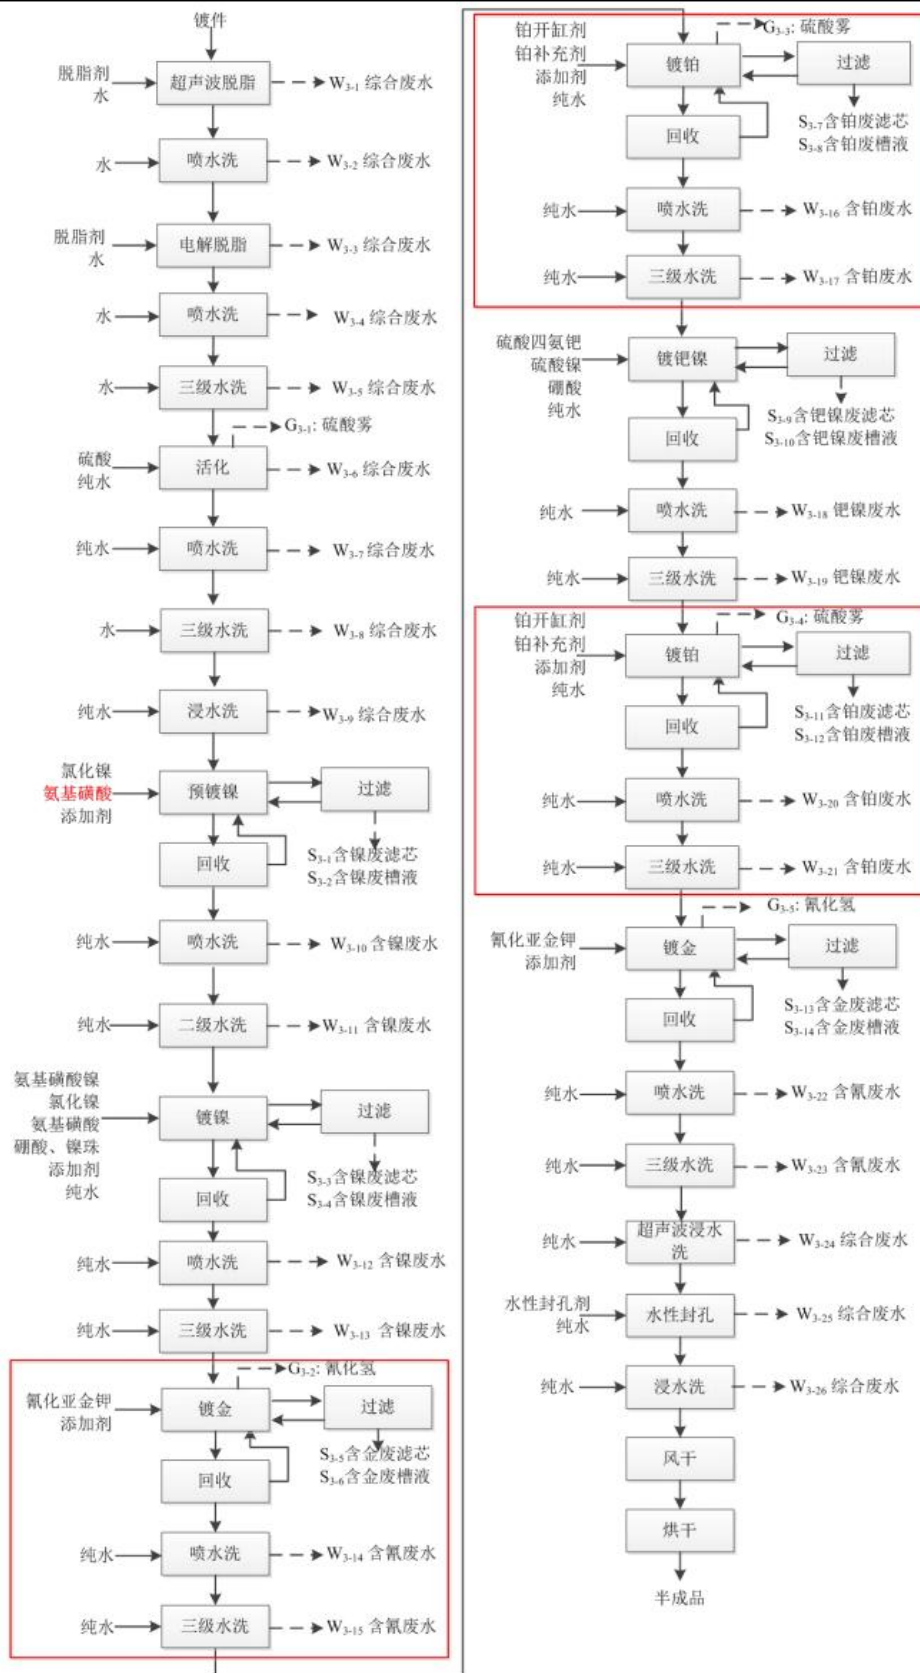 镀件
脱脂剂
水
超声波脱脂
W₃₋₁ 综合废水
水
喷水洗
W₃₋₂ 综合废水
脱脂剂
水
电解脱脂
W₃₋₃ 综合废水
水
喷水洗
W₃₋₄ 综合废水
水
三级水洗
W₃₋₅ 综合废水
G₃₋₁: 硫酸雾
硫酸
纯水
活化
W₃₋₆ 综合废水
纯水
喷水洗
W₃₋₇ 综合废水
水
三级水洗
W₃₋₈ 综合废水
纯水
浸水洗
W₃₋₉ 综合废水
氯化镍
氨基磺酸
添加剂
预镀镍
过滤
S₃₋₁含镍废滤芯
S₃₋₂含镍废槽液
回收
纯水
喷水洗
W₃₋₁₀ 含镍废水
纯水
二级水洗
W₃₋₁₁ 含镍废水
氨基磺酸镍
氯化镍
氨基磺酸
硼酸、镍珠
添加剂
纯水
镀镍
过滤
S₃₋₃含镍废滤芯
S₃₋₄含镍废槽液
回收
纯水
喷水洗
W₃₋₁₂ 含镍废水
纯水
三级水洗
W₃₋₁₃ 含镍废水
G₃₋₂: 氰化氢
氰化亚金钾
添加剂
镀金
过滤
S₃₋₅含金废滤芯
S₃₋₆含金废槽液
回收
纯水
喷水洗
W₃₋₁₄ 含氰废水
纯水
三级水洗
W₃₋₁₅ 含氰废水
G₃₋₃: 硫酸雾
铂开缸剂
铂补充剂
添加剂
纯水
镀铂
过滤
S₃₋₇含铂废滤芯
S₃₋₈含铂废槽液
回收
纯水
喷水洗
W₃₋₁₆ 含铂废水
纯水
三级水洗
W₃₋₁₇ 含铂废水
硫酸四氨钯
硫酸镍
硼酸
纯水
镀钯镍
过滤
S₃₋₉含钯镍废滤芯
S₃₋₁₀含钯镍废槽液
回收
纯水
喷水洗
W₃₋₁₈ 钯镍废水
纯水
三级水洗
W₃₋₁₉ 钯镍废水
G₃₋₄: 硫酸雾
铂开缸剂
铂补充剂
添加剂
纯水
镀铂
过滤
S₃₋₁₁含铂废滤芯
S₃₋₁₂含铂废槽液
回收
纯水
喷水洗
W₃₋₂₀ 含铂废水
纯水
三级水洗
W₃₋₂₁ 含铂废水
G₃₋₅: 氰化氢
氰化亚金钾
添加剂
镀金
过滤
S₃₋₁₃含金废滤芯
S₃₋₁₄含金废槽液
回收
纯水
喷水洗
W₃₋₂₂ 含氰废水
纯水
三级水洗
W₃₋₂₃ 含氰废水
纯水
超声波浸水
洗
W₃₋₂₄ 综合废水
水性封孔剂
纯水
水性封孔
W₃₋₂₅ 综合废水
纯水
浸水洗
W₃₋₂₆ 综合废水
风干
烘干
半成品